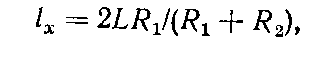 l_x = 2LR_1/(R_1 + R_2),